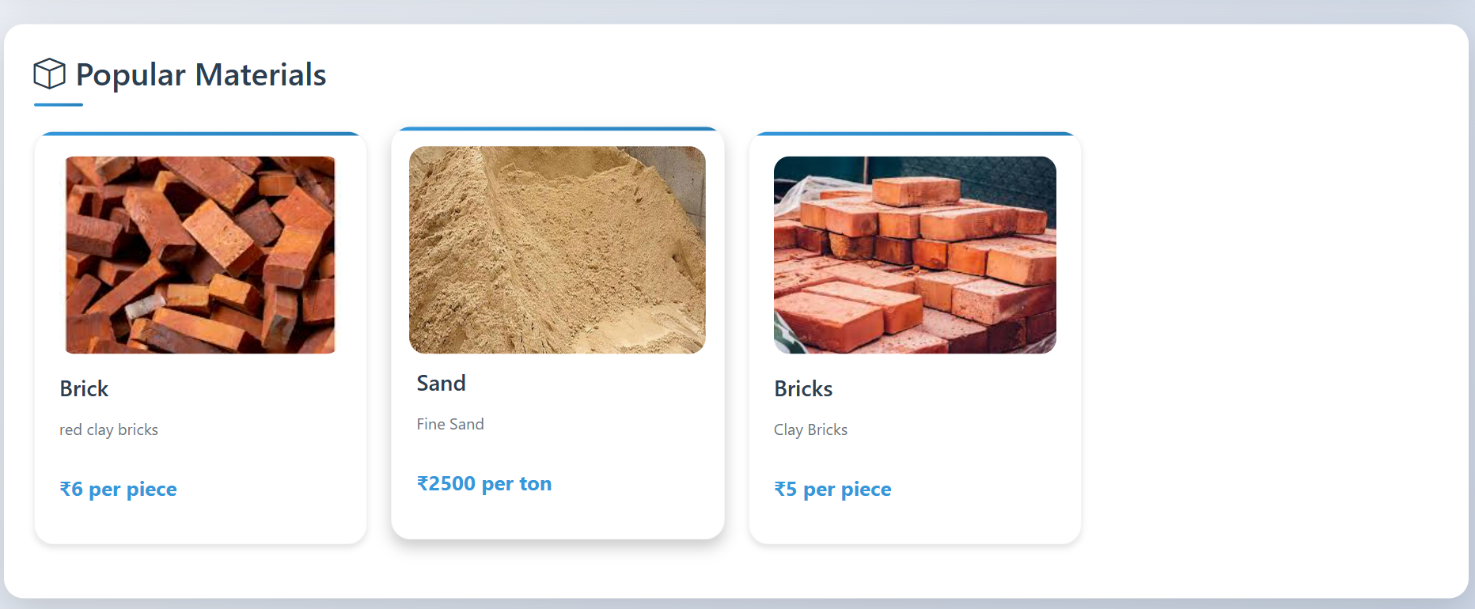 Popular Materials
Brick
red clay bricks
₹6 per piece
Sand
Fine Sand
₹2500 per ton
Bricks
Clay Bricks
₹5 per piece